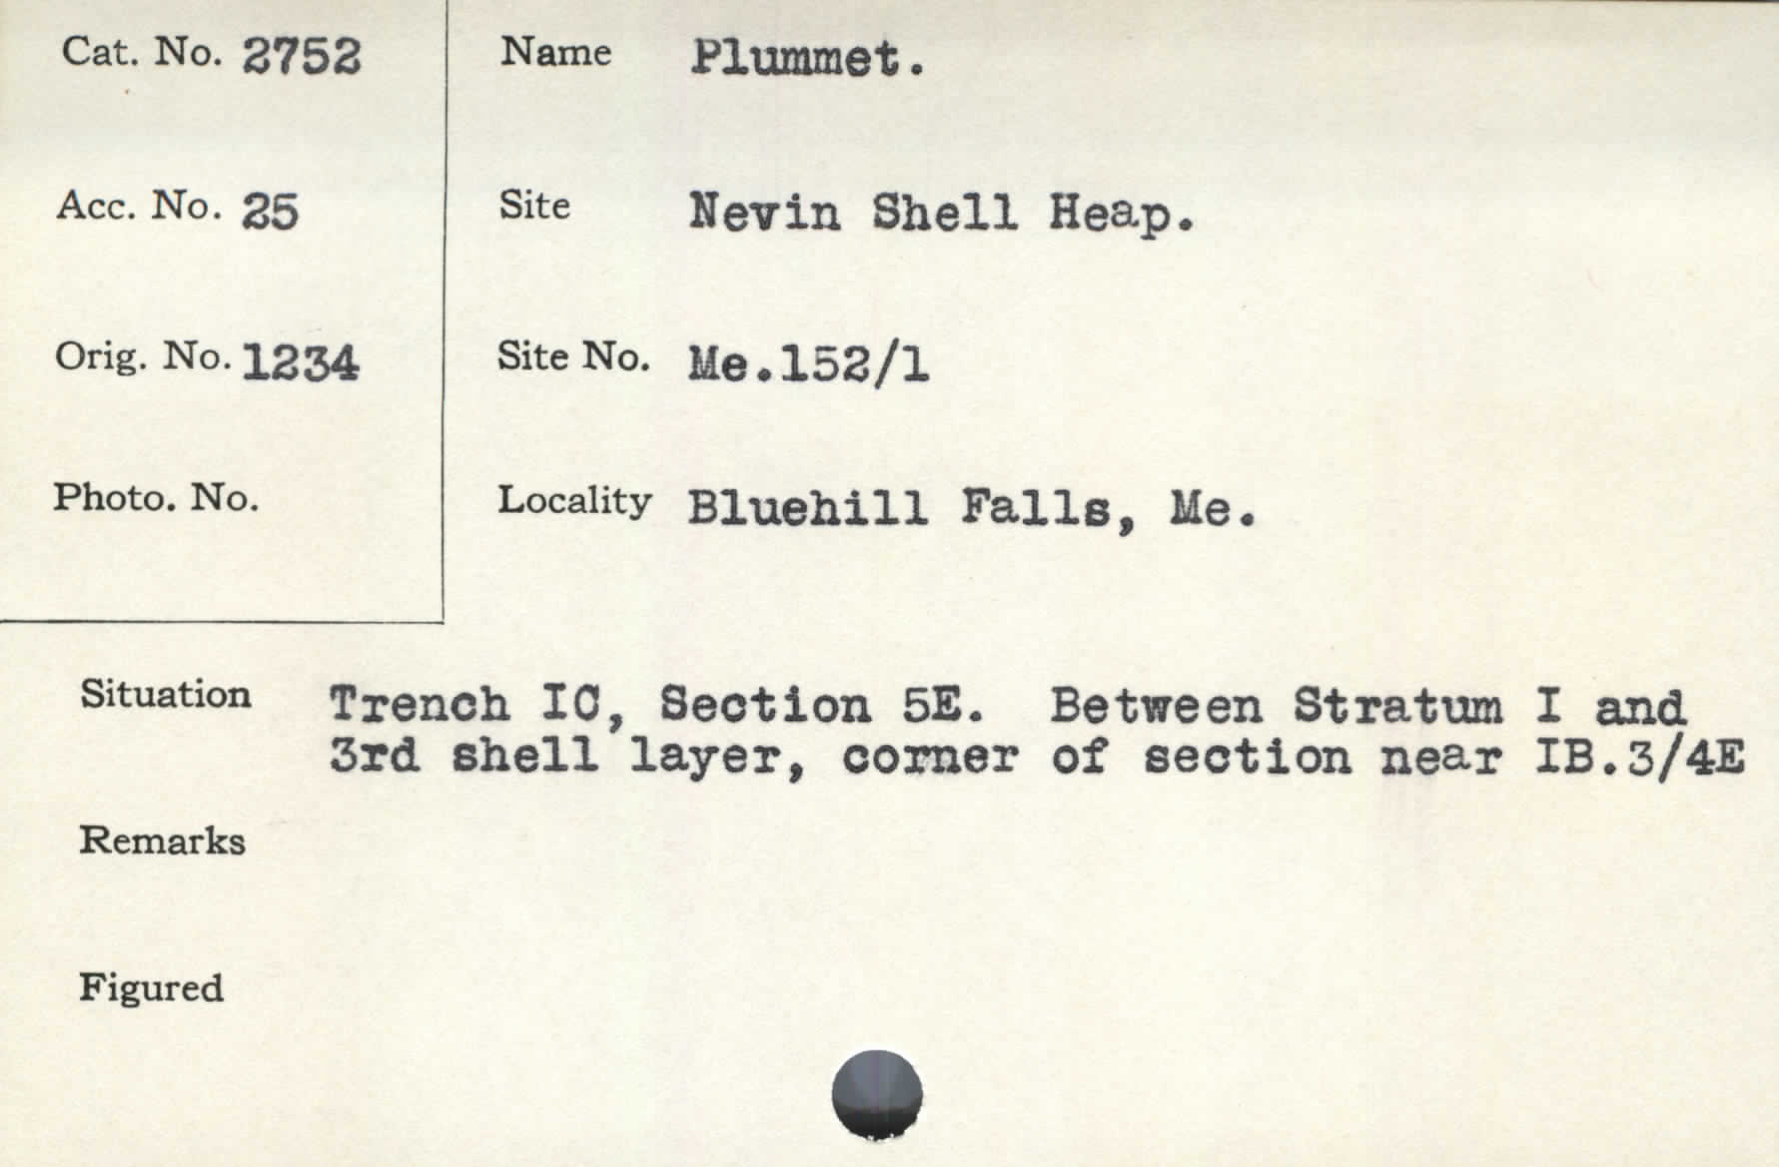 Cat. No. 2752
Name Plummet.
Acc. No. 25
Site Nevin Shell Heap.
Orig. No. 1234
Site No. Me.152/1
Photo. No.
Locality Bluehill Falls, Me.
Situation Trench IC, Section 5E. Between Stratum I and
3rd shell layer, corner of section near IB.3/4E
Remarks
Figured